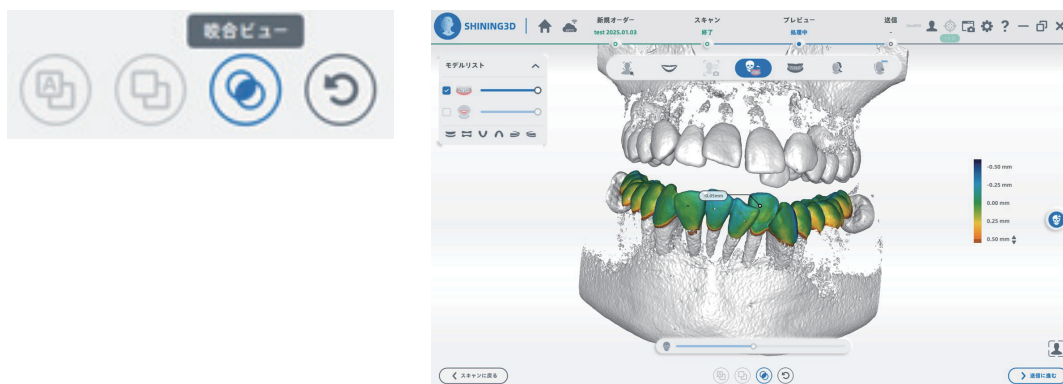 咬合ビュー
SHINING3D
新規オーダー
test 2025.01.03
スキャン
終了
プレビュー
処理中
送信
-
モデルリスト
-0.05mm
-0.50 mm
-0.25 mm
0.00 mm
0.25 mm
0.50 mm
スキャンに戻る
送信に進む